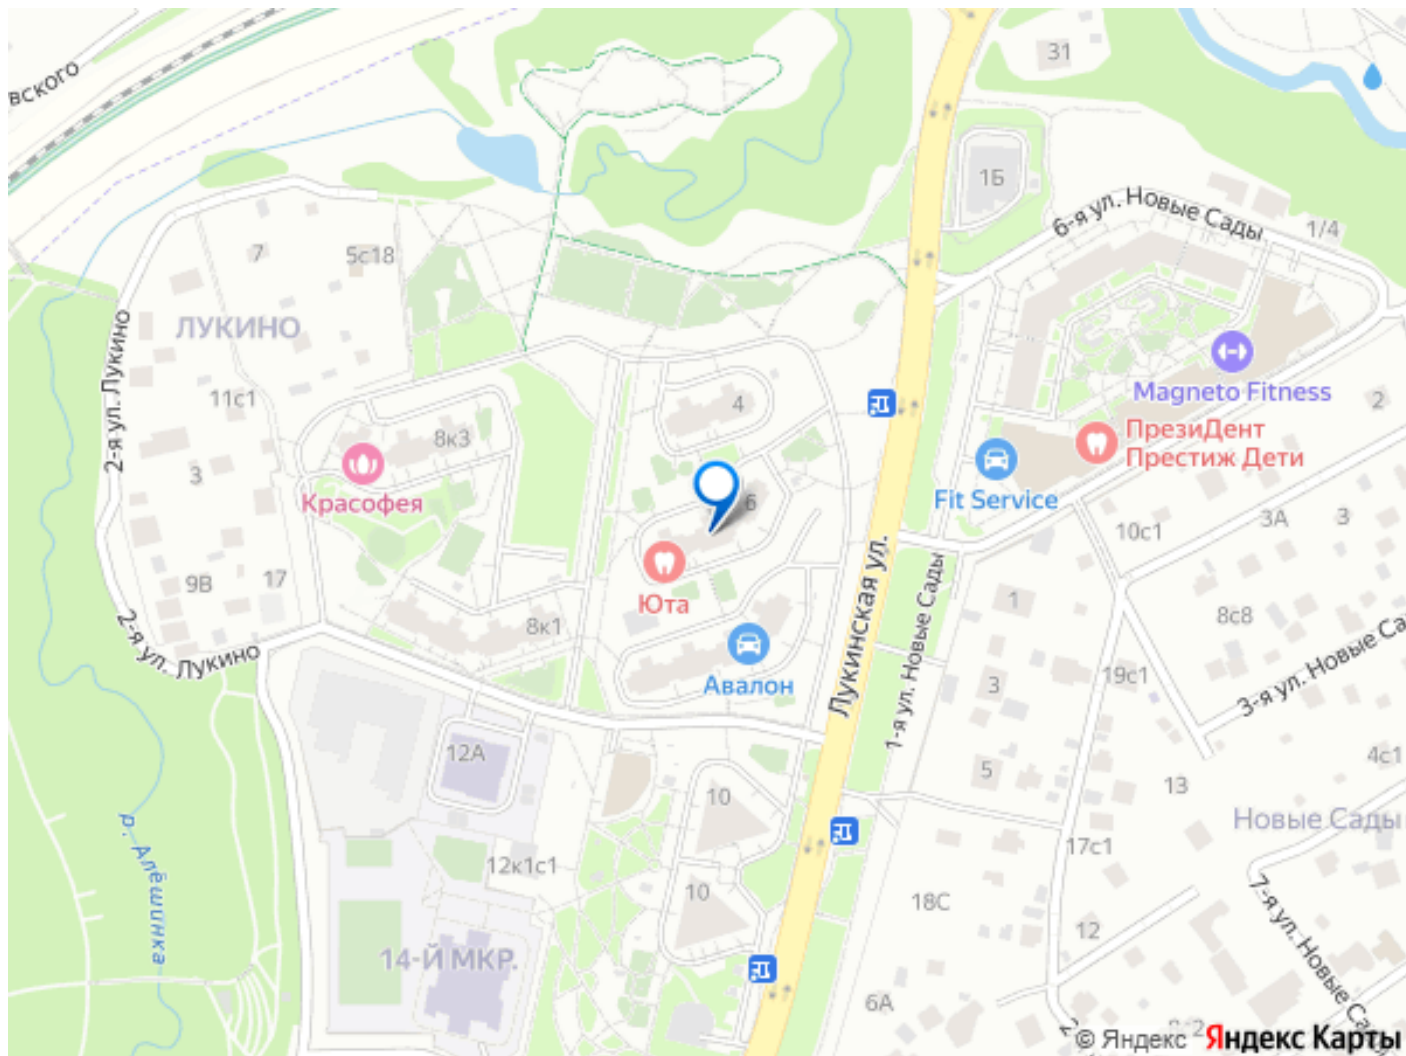 вского
31
1Б
6-я ул. Новые Сады
1/4
7
5с18
ЛУКИНО
2-я ул. Лукино
Magneto Fitness
11с1
4
2
8к3
ПрезиДент
Престиж Дети
3
Красофея
6
Fit Service
10с1
3А
3
Лукинская ул.
9В
17
Юта
1-я ул. Новые Сады
1
8с8
2-я ул. Лукино
8к1
3-я ул. Новые Са
Авалон
3
19с1
12А
5
13
4с1
10
Новые Сады
р. Алёшинка
17с1
12к1с1
10
18С
7-я ул. Новые Сады
12
14-Й МКР.
6А
2
© Яндекс Яндекс Карты